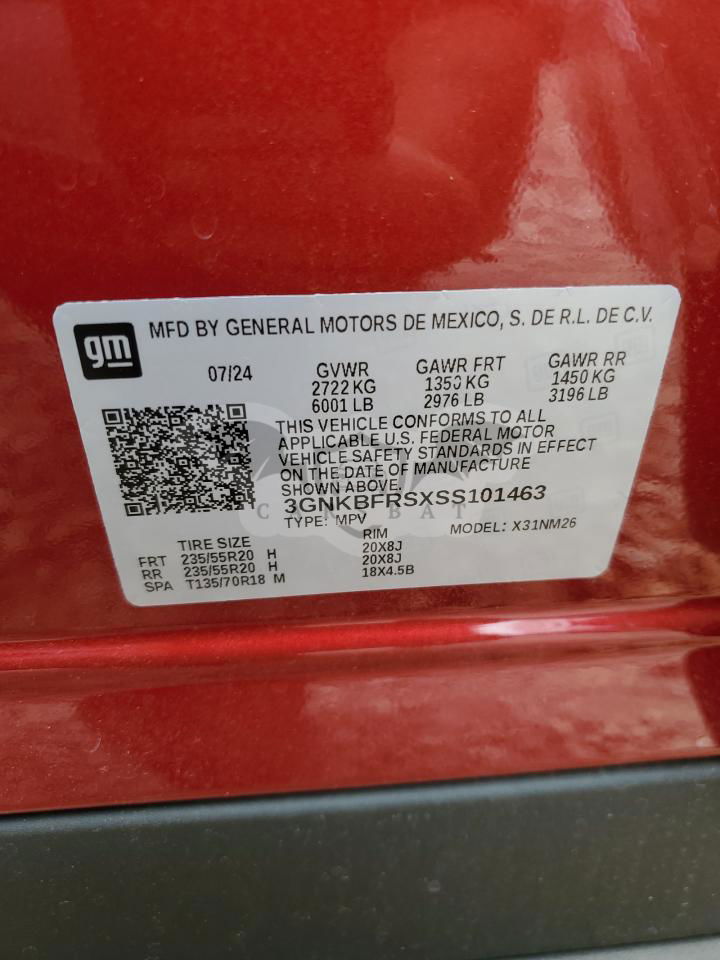 gm
MFD BY GENERAL MOTORS DE MEXICO, S. DE R.L. DE C.V.
07/24 GVWR GAWR FRT GAWR RR
2722 KG 1350 KG 1450 KG
6001 LB 2976 LB 3196 LB
THIS VEHICLE CONFORMS TO ALL
APPLICABLE U.S. FEDERAL MOTOR
VEHICLE SAFETY STANDARDS IN EFFECT
ON THE DATE OF MANUFACTURE
SHOWN ABOVE.
3GNKBFRSXSS101463
TYPE: MPV MODEL: X31NM26
TIRE SIZE RIM
FRT 235/55R20 H 20X8J
RR 235/55R20 H 20X8J
SPA T135/70R18 M 18X4.5B